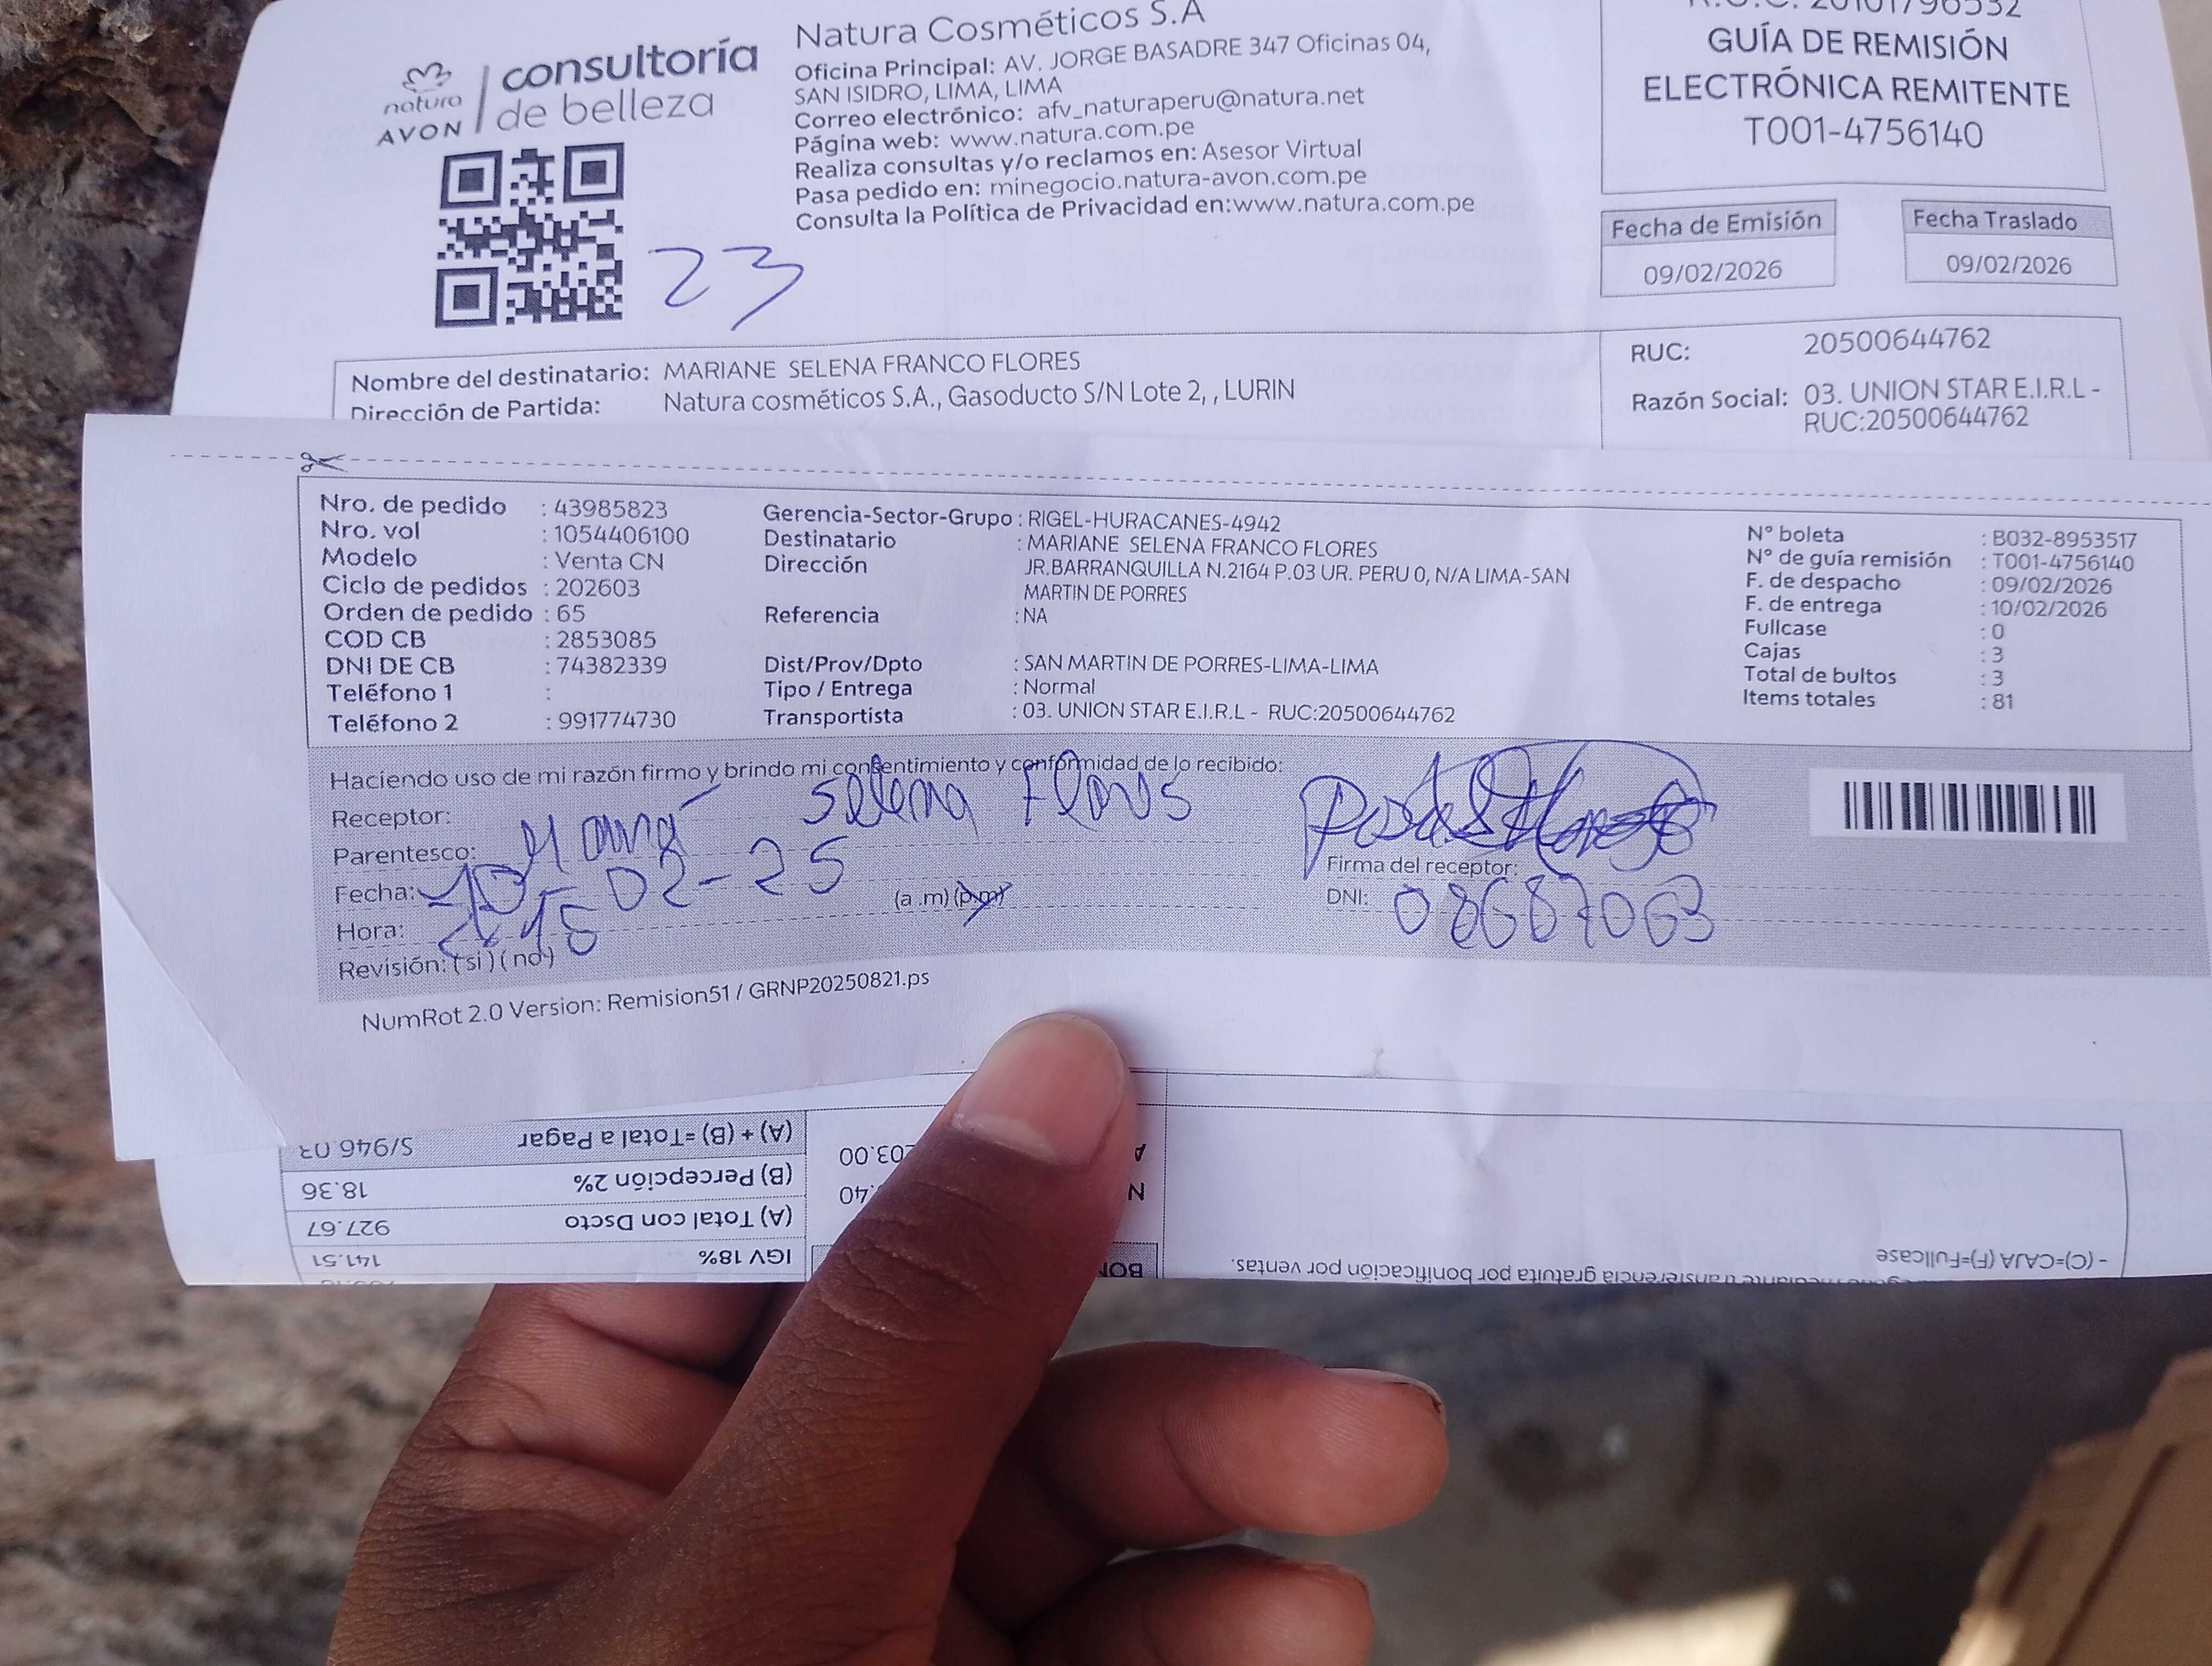 natura
AVON
consultoría
de belleza
Natura Cosméticos S.A
Oficina Principal: AV. JORGE BASADRE 347 Oficinas 04,
SAN ISIDRO, LIMA, LIMA
Correo electrónico: afv_naturaperu@natura.net
Página web: www.natura.com.pe
Realiza consultas y/o reclamos en: Asesor Virtual
Pasa pedido en: minegocio.natura-avon.com.pe
Consulta la Política de Privacidad en:www.natura.com.pe
R.U.C. 20101796532
GUÍA DE REMISIÓN
ELECTRÓNICA REMITENTE
T001-4756140
Fecha de Emisión
09/02/2026
Fecha Traslado
09/02/2026
23
Nombre del destinatario: MARIANE SELENA FRANCO FLORES
Dirección de Partida: Natura cosméticos S.A., Gasoducto S/N Lote 2, , LURIN
RUC: 20500644762
Razón Social: 03. UNION STAR E.I.R.L -
RUC:20500644762
Nro. de pedido : 43985823
Nro. vol : 1054406100
Modelo : Venta CN
Ciclo de pedidos : 202603
Orden de pedido : 65
COD CB : 2853085
DNI DE CB : 74382339
Teléfono 1 :
Teléfono 2 : 991774730
Gerencia-Sector-Grupo : RIGEL-HURACANES-4942
Destinatario : MARIANE SELENA FRANCO FLORES
Dirección JR.BARRANQUILLA N.2164 P.03 UR. PERU 0, N/A LIMA-SAN
MARTIN DE PORRES
Referencia : NA
Dist/Prov/Dpto : SAN MARTIN DE PORRES-LIMA-LIMA
Tipo / Entrega : Normal
Transportista : 03. UNION STAR E.I.R.L - RUC:20500644762
N° boleta : B032-8953517
N° de guía remisión : T001-4756140
F. de despacho : 09/02/2026
F. de entrega : 10/02/2026
Fullcase : 0
Cajas : 3
Total de bultos : 3
Items totales : 81
Haciendo uso de mi razón firmo y brindo mi consentimiento y conformidad de lo recibido:
Receptor: Selena
Parentesco:
Fecha: 02-25
Hora: (a.m) (p.m)
Revisión: (si) (no)
Firma del receptor:
DNI: 08687063
NumRot 2.0 Version: Remision51 / GRNP20250821.ps
(A) + (B) =Total a Pagar S/946.03
(B) Percepción 2% 18.36
(A) Total con Dscto 927.67
IGV 18% 141.51
- (C)=CAJA (F)=Fullcase
mediante transferencia gratuita por bonificación por ventas.